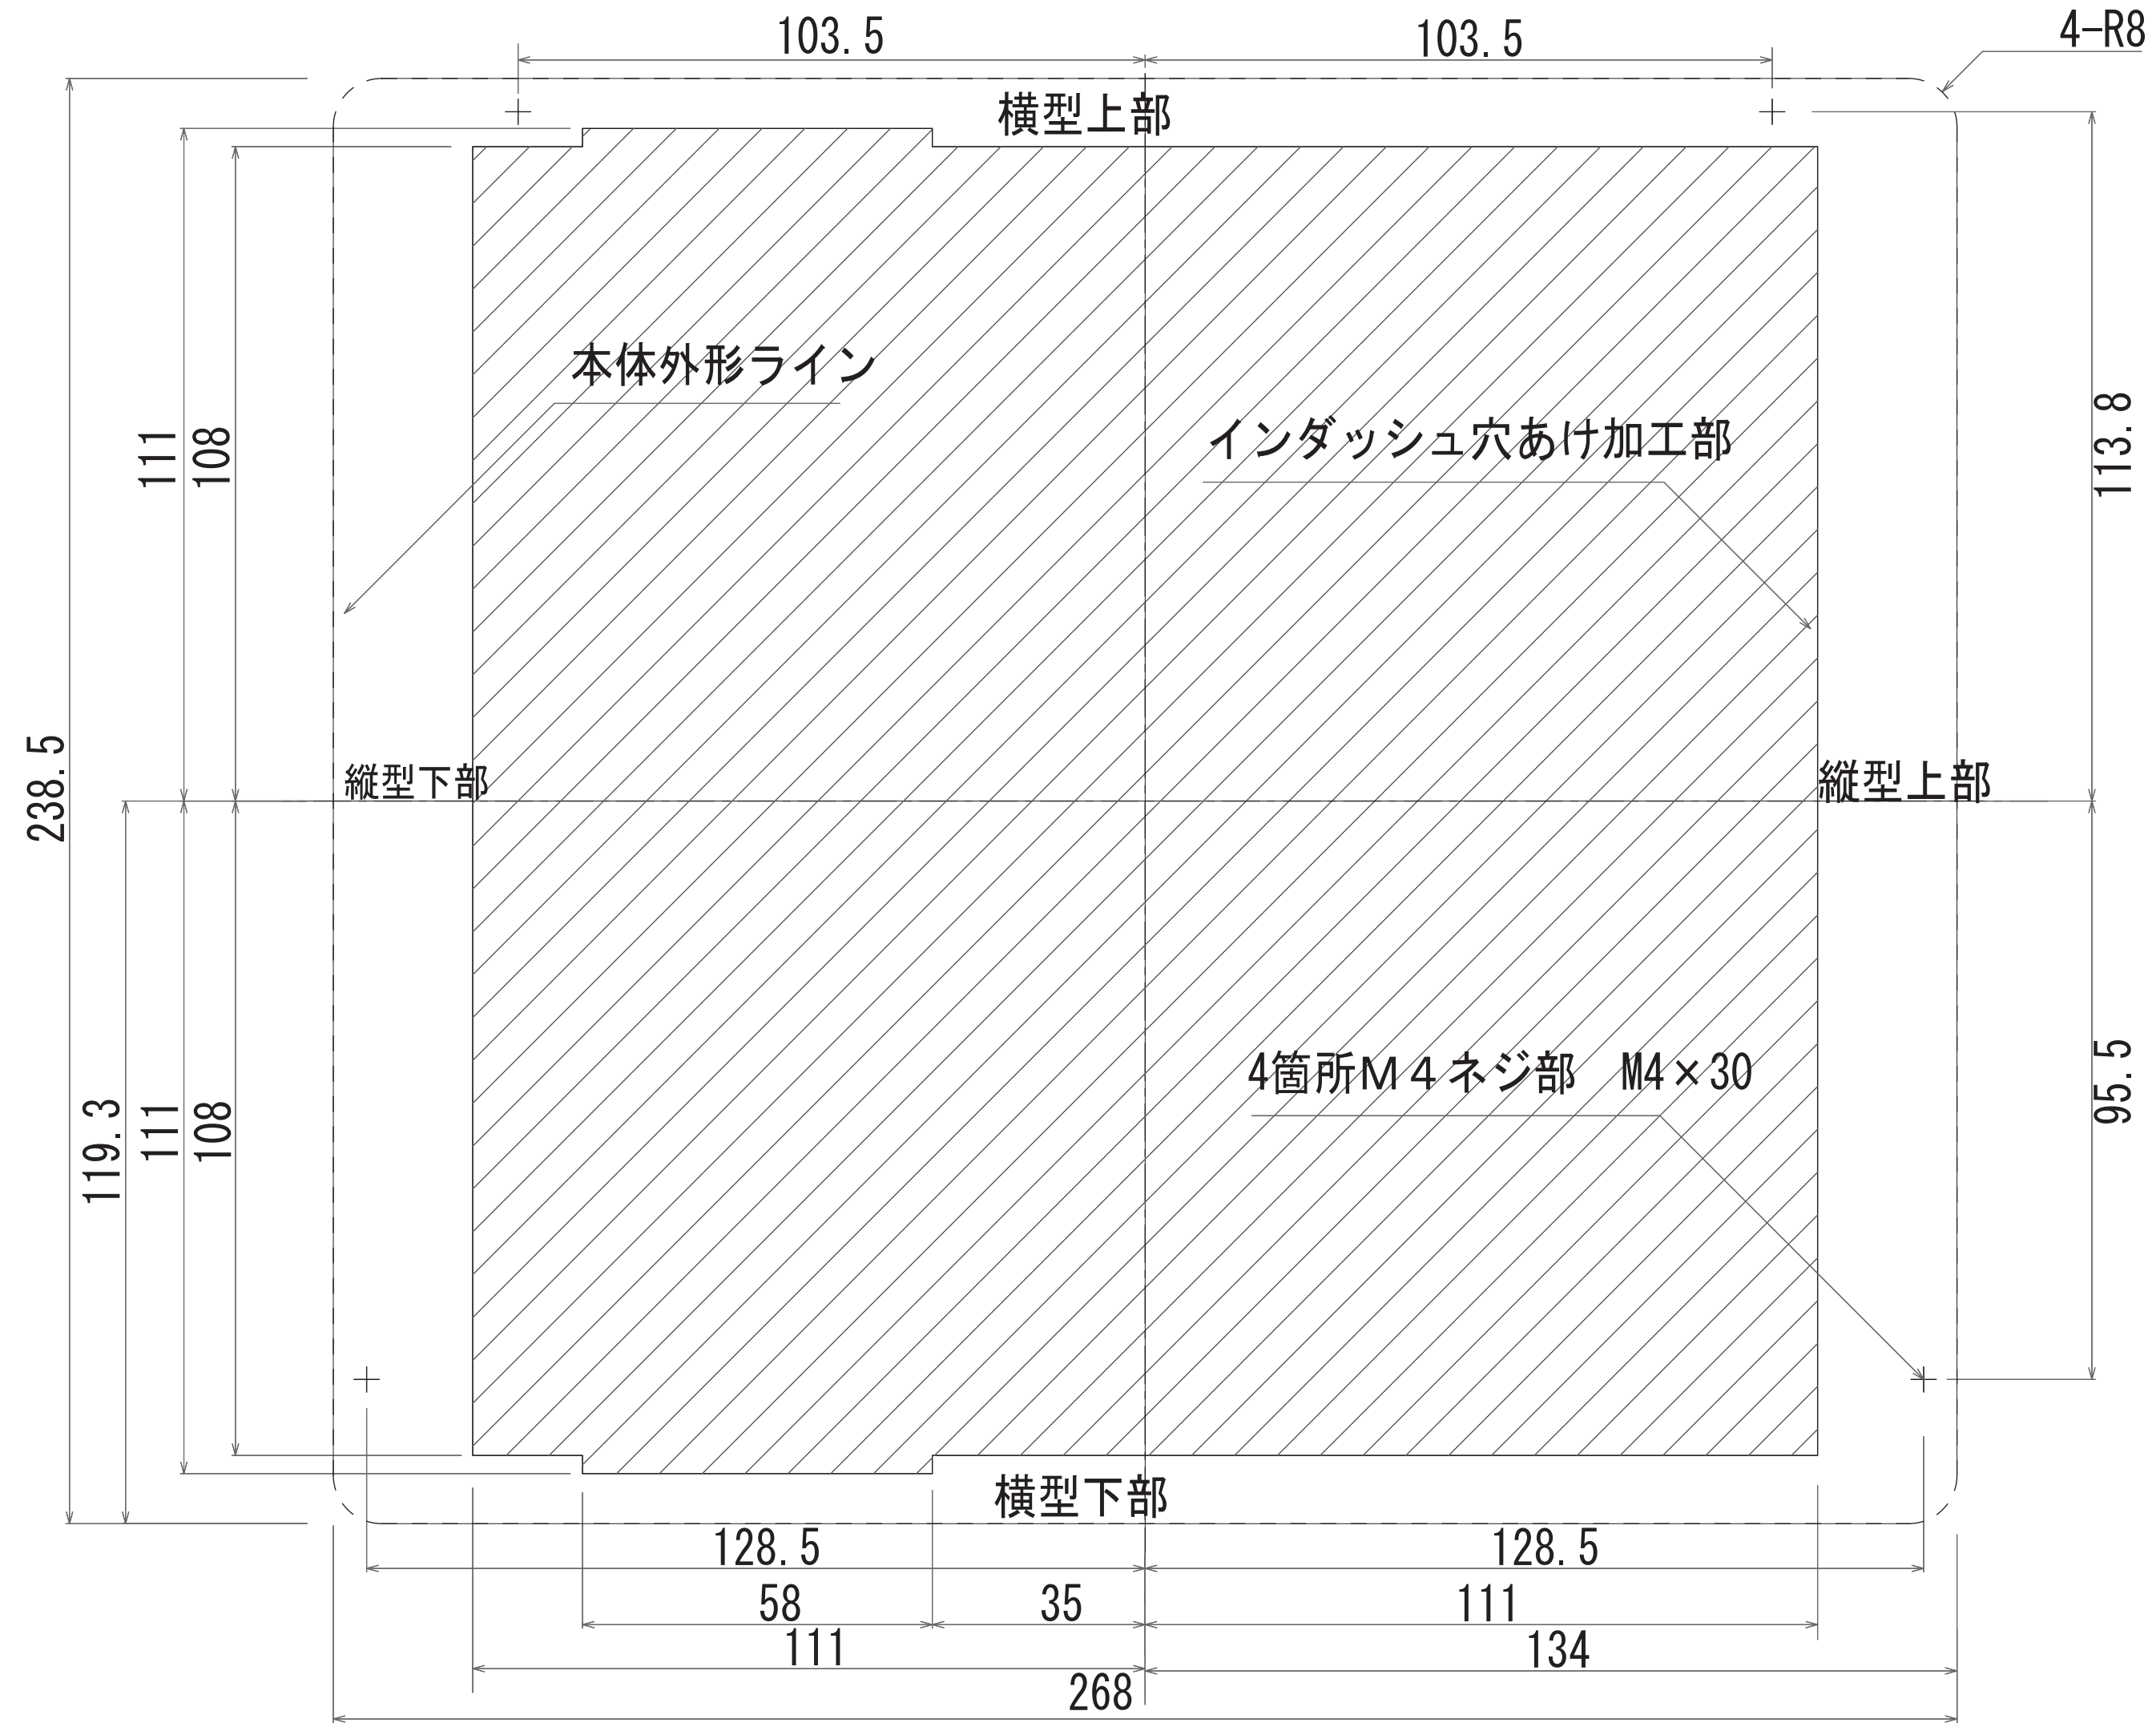 103.5
103.5
4-R8
横型上部
本体外形ライン
インダッシュ穴あけ加工部
111
108
113.8
238.5
縦型下部
縦型上部
4箇所M4ネジ部 M4×30
95.5
119.3
111
108
横型下部
128.5
128.5
58
35
111
111
134
268